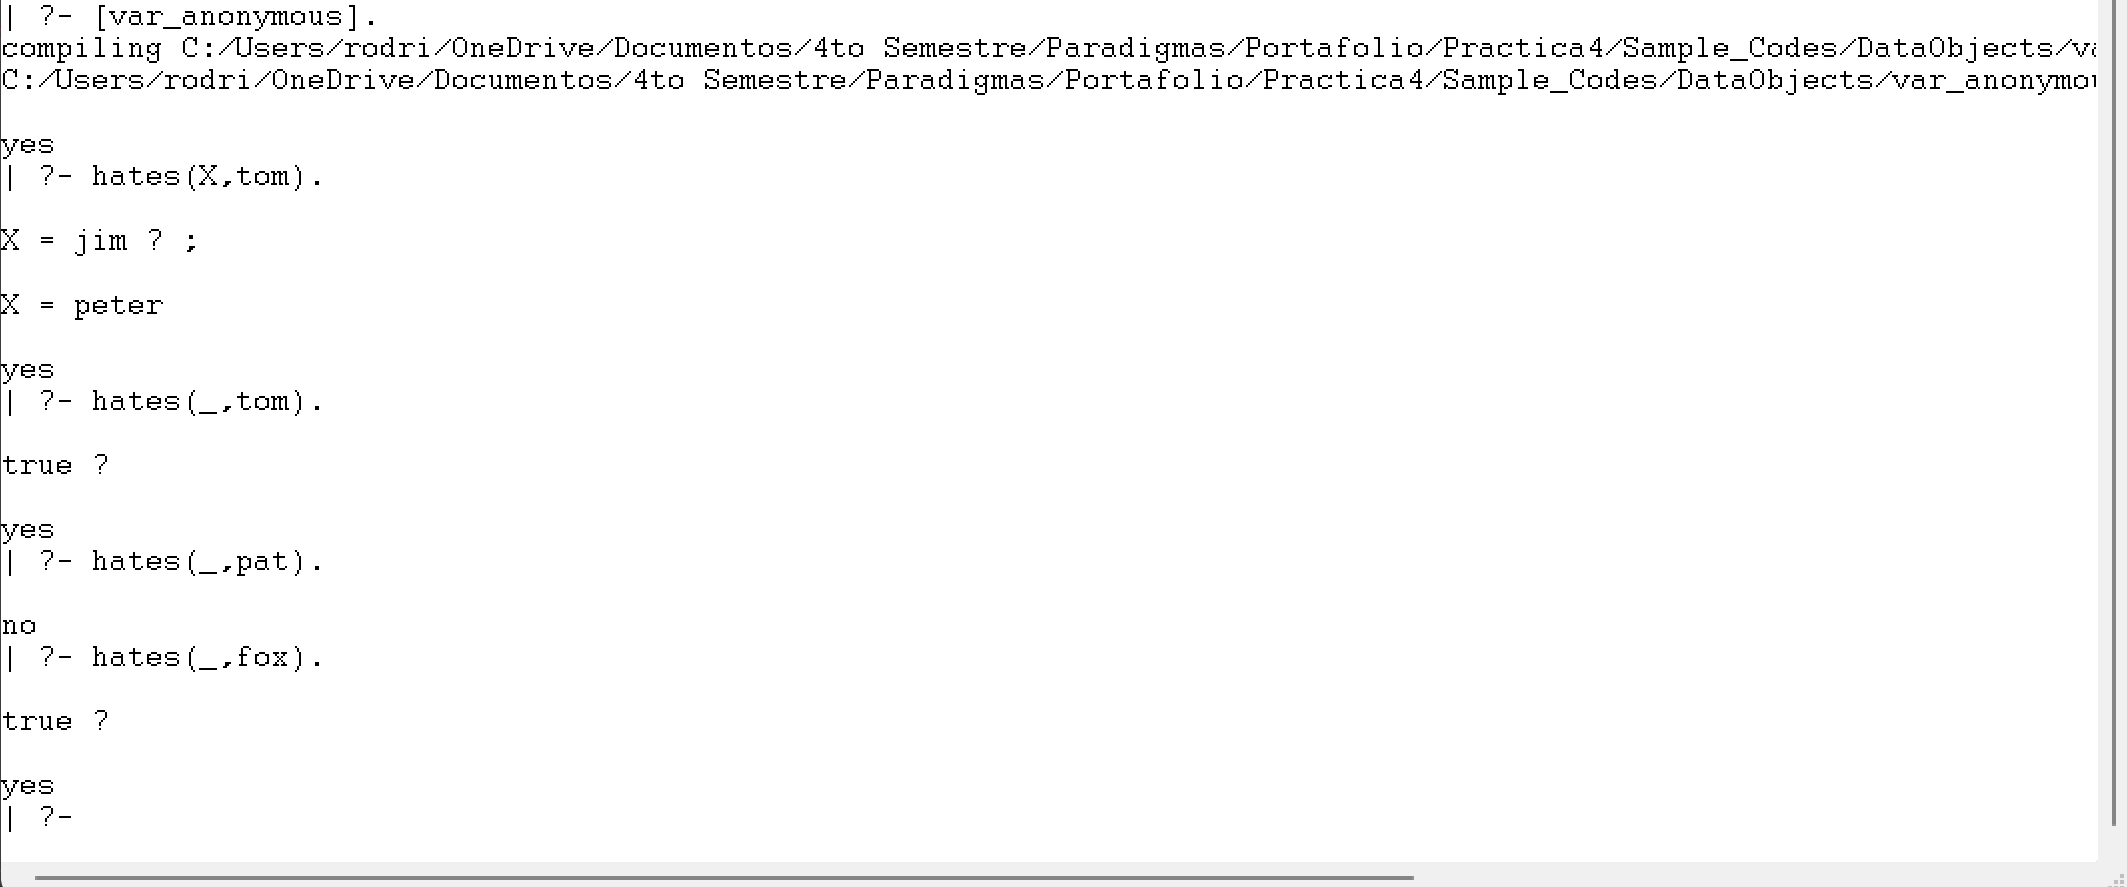 | ?- [var_anonymous].
compiling C:/Users/rodri/OneDrive/Documentos/4to Semestre/Paradigmas/Portafolio/Practica4/Sample_Codes/DataObjects/va
C:/Users/rodri/OneDrive/Documentos/4to Semestre/Paradigmas/Portafolio/Practica4/Sample_Codes/DataObjects/var_anonymou
yes
| ?- hates(X,tom).
X = jim ? ;
X = peter
yes
| ?- hates(_,tom).
true ?
yes
| ?- hates(_,pat).
no
| ?- hates(_,fox).
true ?
yes
| ?-